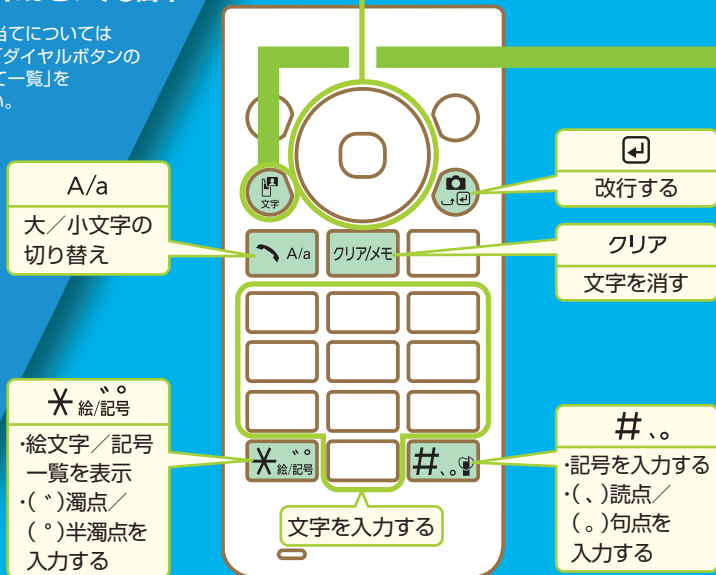 当てについては
「ダイヤルボタンの
て一覧」を
い。
文字
A/a
大／小文字の
切り替え
改行する
A/a
クリア/メモ
クリア
文字を消す
* 絵/記号 ゛゜
・絵文字／記号
一覧を表示
・(゛)濁点／
(゜)半濁点を
入力する
* 絵/記号 ゛゜
#、。
文字を入力する
#、。
・記号を入力する
・(、)読点／
(。)句点を
入力する